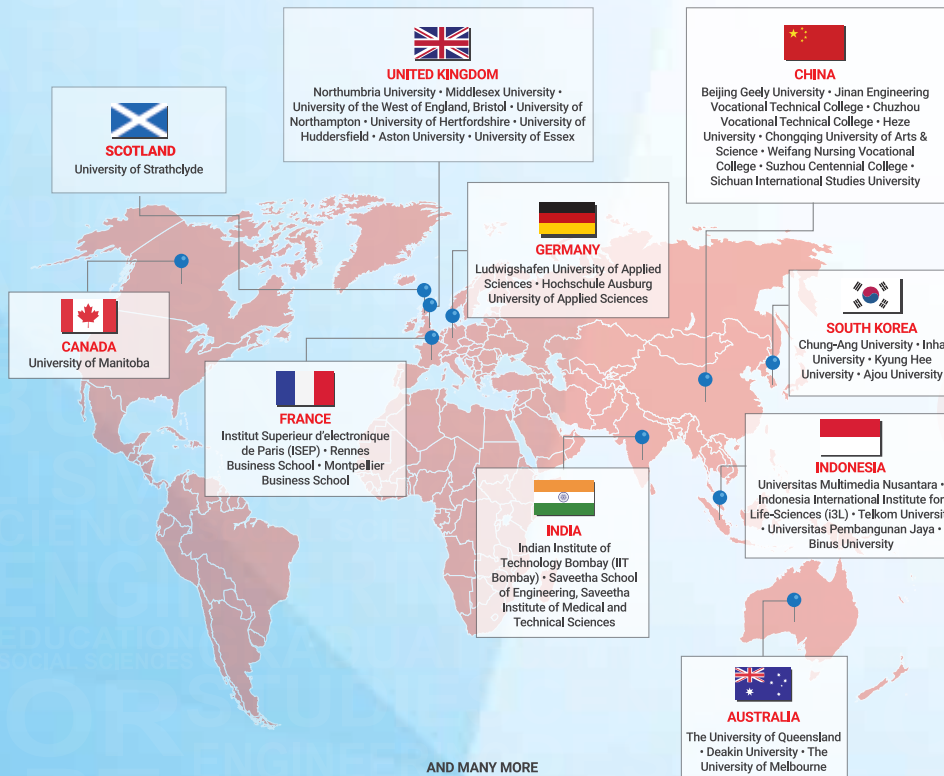 UNITED KINGDOM
Northumbria University • Middlesex University •
University of the West of England, Bristol • University of
Northampton • University of Hertfordshire • University of
Huddersfield • Aston University • University of Essex
CHINA
Beijing Geely University • Jinan Engineering
Vocational Technical College • Chuzhou
Vocational Technical College • Heze
University • Chongqing University of Arts &
Science • Weifang Nursing Vocational
College • Suzhou Centennial College •
Sichuan International Studies University
SCOTLAND
University of Strathclyde
GERMANY
Ludwigshafen University of Applied
Sciences • Hochschule Ausburg
University of Applied Sciences
CANADA
University of Manitoba
SOUTH KOREA
Chung-Ang University • Inha
University • Kyung Hee
University • Ajou University
FRANCE
Institut Superieur d'electronique
de Paris (ISEP) • Rennes
Business School • Montpellier
Business School
INDONESIA
Universitas Multimedia Nusantara •
Indonesia International Institute for
Life-Sciences (i3L) • Telkom Universit
• Universitas Pembangunan Jaya •
Binus University
INDIA
Indian Institute of
Technology Bombay (IIT
Bombay) • Saveetha School
of Engineering, Saveetha
Institute of Medical and
Technical Sciences
EDUCATION
SOCIAL SCIENCES
AUSTRALIA
The University of Queensland
• Deakin University • The
University of Melbourne
AND MANY MORE